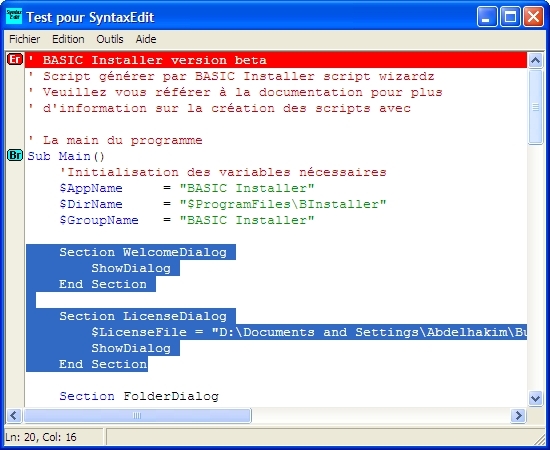 Syntax Edit Test pour SyntaxEdit
Fichier Edition Outils Aide
Er ' BASIC Installer version beta
' Script générer par BASIC Installer script wizardz
' Veuillez vous référer à la documentation pour plus
' d'information sur la création des scripts avec
' La main du programme
Br Sub Main()
'Initialisation des variables nécessaires
$AppName = "BASIC Installer"
$DirName = "$ProgramFiles\BInstaller"
$GroupName = "BASIC Installer"
Section WelcomeDialog
ShowDialog
End Section
Section LicenseDialog
$LicenseFile = "D:\Documents and Settings\Abdelhakim\Bu
ShowDialog
End Section
Section FolderDialog
Ln: 20, Col: 16